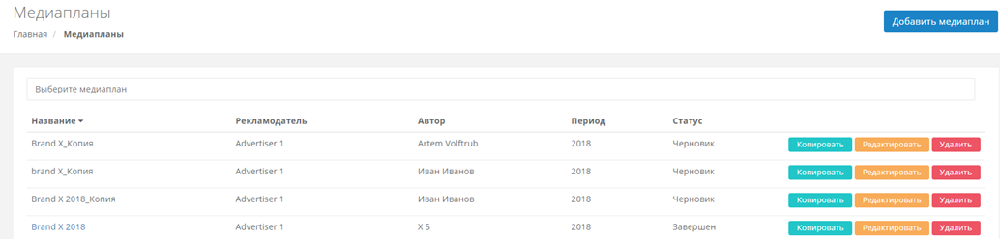 Медиапланы
Добавить медиаплан
Главная / Медиапланы
Выберите медиаплан
Название Рекламодатель Автор Период Статус
Brand X_Копия Advertiser 1 Artem Volftrub 2018 Черновик Копировать Редактировать Удалить
brand X_Копия Advertiser 1 Иван Иванов 2018 Черновик Копировать Редактировать Удалить
Brand X 2018_Копия Advertiser 1 Иван Иванов 2018 Черновик Копировать Редактировать Удалить
Brand X 2018 Advertiser 1 X 5 2018 Завершен Копировать Редактировать Удалить